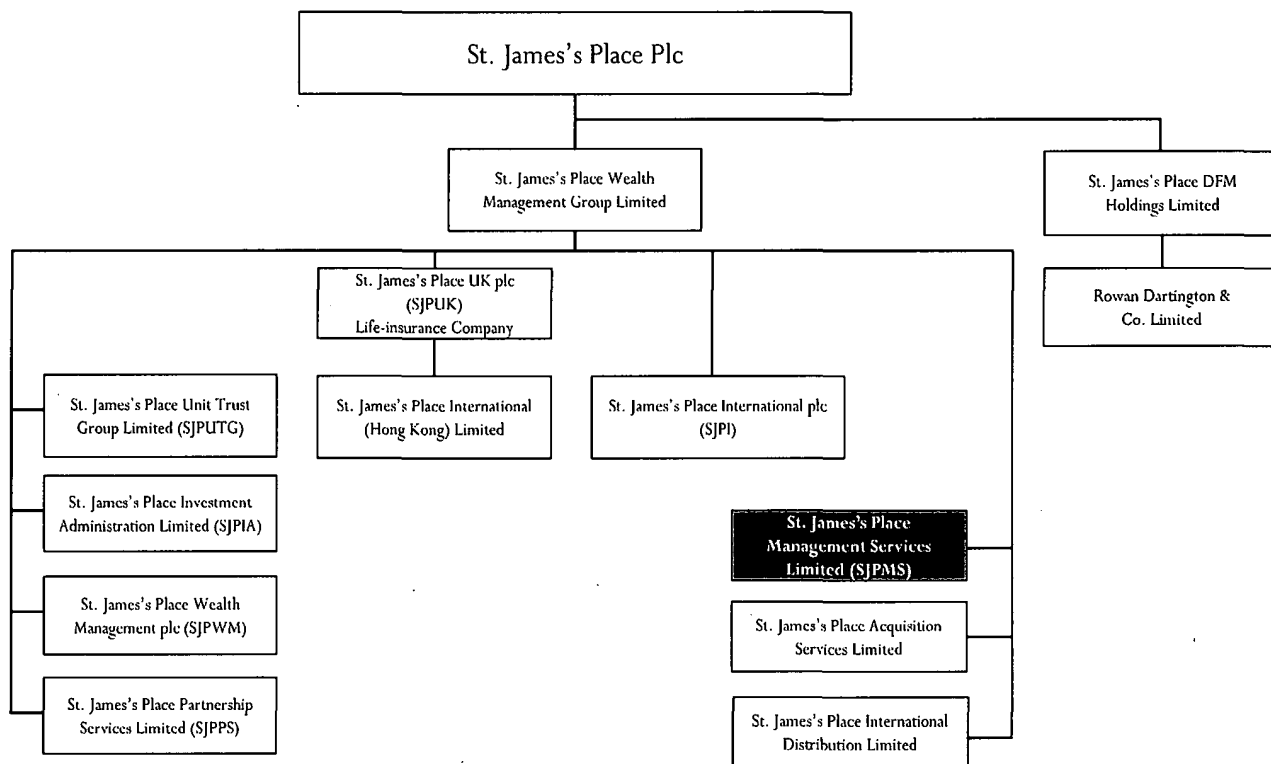 St. James's Place Plc
St. James's Place Wealth
Management Group Limited
St. James's Place DFM
Holdings Limited
St. James's Place UK plc
(SJPUK)
Life-insurance Company
Rowan Dartington &
Co. Limited
St. James's Place Unit Trust
Group Limited (SJPUTG)
St. James's Place International
(Hong Kong) Limited
St. James's Place International plc
(SJPI)
St. James's Place Investment
Administration Limited (SJPIA)
St. James's Place
Management Services
Limited (SJPMS)
St. James's Place Wealth
Management plc (SJPWM)
St. James's Place Acquisition
Services Limited
St. James's Place Partnership
Services Limited (SJPPS)
St. James's Place International
Distribution Limited